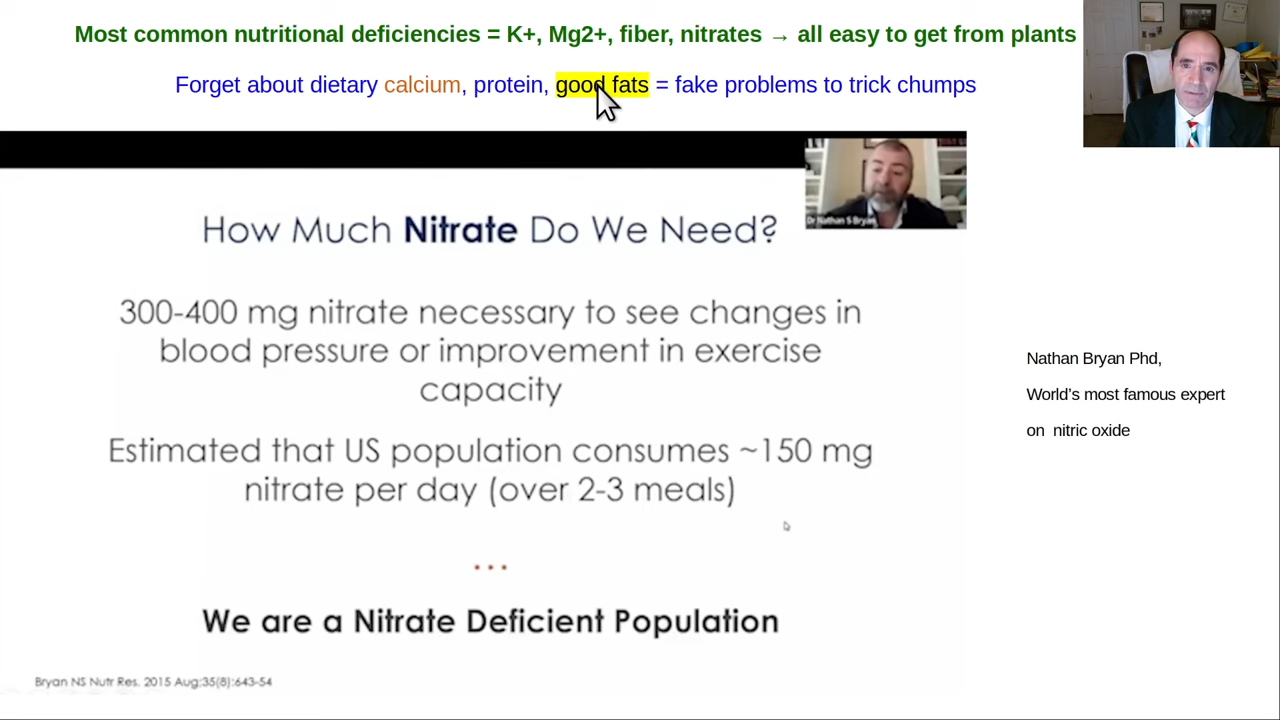 Most common nutritional deficiencies = K+, Mg2+, fiber, nitrates → all easy to get from plants
Forget about dietary calcium, protein, good fats = fake problems to trick chumps
Dr Nathan S Bryan
How Much Nitrate Do We Need?
300-400 mg nitrate necessary to see changes in
blood pressure or improvement in exercise
capacity
Estimated that US population consumes ~150 mg
nitrate per day (over 2-3 meals)
...
We are a Nitrate Deficient Population
Bryan NS Nutr Res. 2015 Aug;35(8):643-54
Nathan Bryan Phd,
World's most famous expert
on nitric oxide